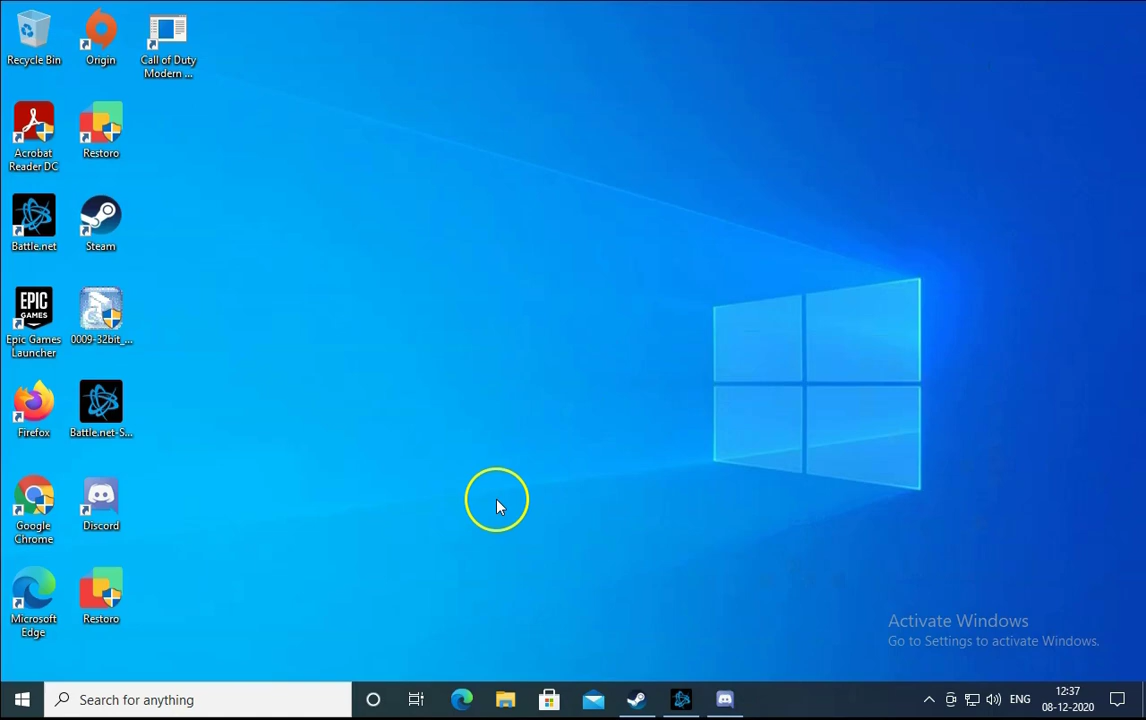 Recycle Bin
Origin
Call of Duty
Modern ...
Acrobat
Reader DC
Restoro
Battle.net
Steam
EPIC
GAMES
Epic Games
Launcher
0009-32bit_...
Firefox
Battle.net-S...
Google
Chrome
Discord
Microsoft
Edge
Restoro
Activate Windows
Go to Settings to activate Windows.
Search for anything
ENG
12:37
08-12-2020